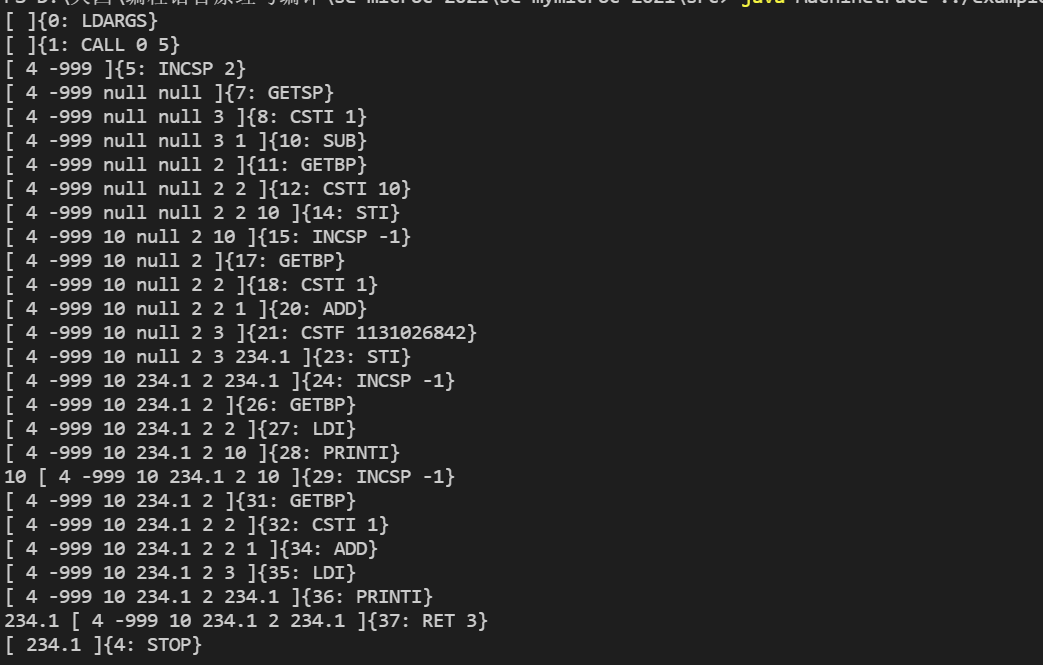 [ ]{0: LDARGS}
[ ]{1: CALL 0 5}
[ 4 -999 ]{5: INCSP 2}
[ 4 -999 null null ]{7: GETSP}
[ 4 -999 null null 3 ]{8: CSTI 1}
[ 4 -999 null null 3 1 ]{10: SUB}
[ 4 -999 null null 2 ]{11: GETBP}
[ 4 -999 null null 2 2 ]{12: CSTI 10}
[ 4 -999 null null 2 2 10 ]{14: STI}
[ 4 -999 10 null 2 10 ]{15: INCSP -1}
[ 4 -999 10 null 2 ]{17: GETBP}
[ 4 -999 10 null 2 2 ]{18: CSTI 1}
[ 4 -999 10 null 2 2 1 ]{20: ADD}
[ 4 -999 10 null 2 3 ]{21: CSTF 1131026842}
[ 4 -999 10 null 2 3 234.1 ]{23: STI}
[ 4 -999 10 234.1 2 234.1 ]{24: INCSP -1}
[ 4 -999 10 234.1 2 ]{26: GETBP}
[ 4 -999 10 234.1 2 2 ]{27: LDI}
[ 4 -999 10 234.1 2 10 ]{28: PRINTI}
10 [ 4 -999 10 234.1 2 10 ]{29: INCSP -1}
[ 4 -999 10 234.1 2 ]{31: GETBP}
[ 4 -999 10 234.1 2 2 ]{32: CSTI 1}
[ 4 -999 10 234.1 2 2 1 ]{34: ADD}
[ 4 -999 10 234.1 2 3 ]{35: LDI}
[ 4 -999 10 234.1 2 234.1 ]{36: PRINTI}
234.1 [ 4 -999 10 234.1 2 234.1 ]{37: RET 3}
[ 234.1 ]{4: STOP}